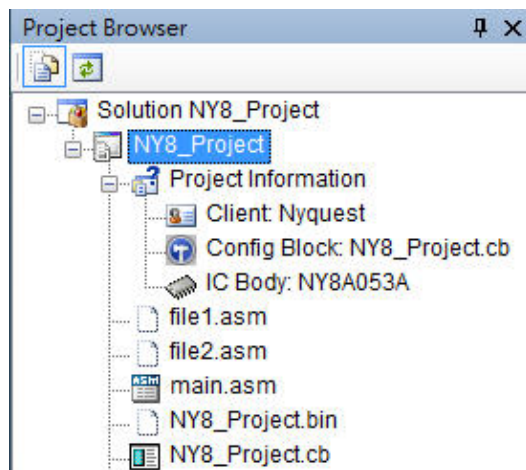 Project Browser
Solution NY8_Project
NY8_Project
Project Information
Client: Nyquest
Config Block: NY8_Project.cb
IC Body: NY8A053A
file1.asm
file2.asm
main.asm
NY8_Project.bin
NY8_Project.cb